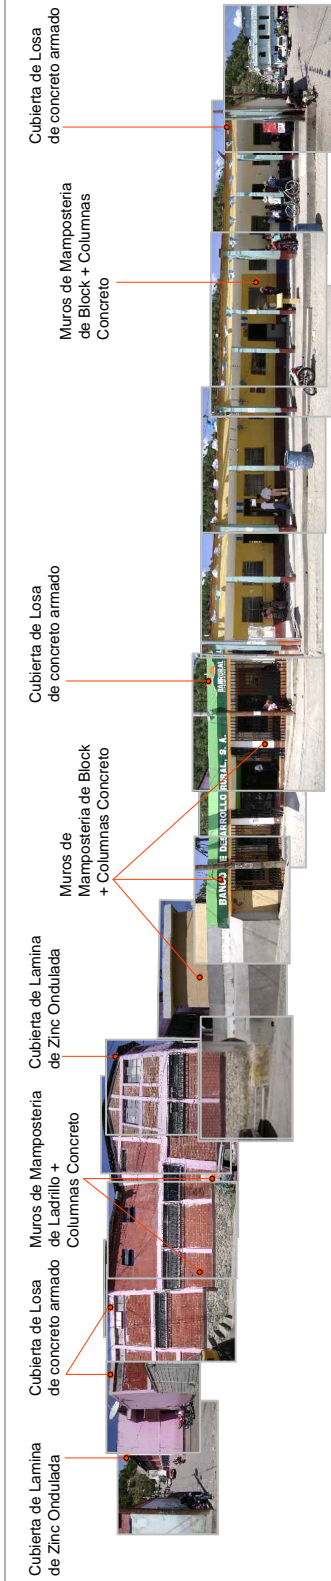 Cubierta de Lamina
de Zinc Ondulada
Cubierta de Losa
de concreto armado
Muros de Mamposteria
de Ladrillo +
Columnas Concreto
Cubierta de Lamina
de Zinc Ondulada
Muros de
Mamposteria de Block
+ Columnas Concreto
Cubierta de Losa
de concreto armado
Muros de Mamposteria
de Block + Columnas
Concreto
Cubierta de Losa
de concreto armado
BANCO DE DESARROLLO RURAL, S. A.
BANRURAL